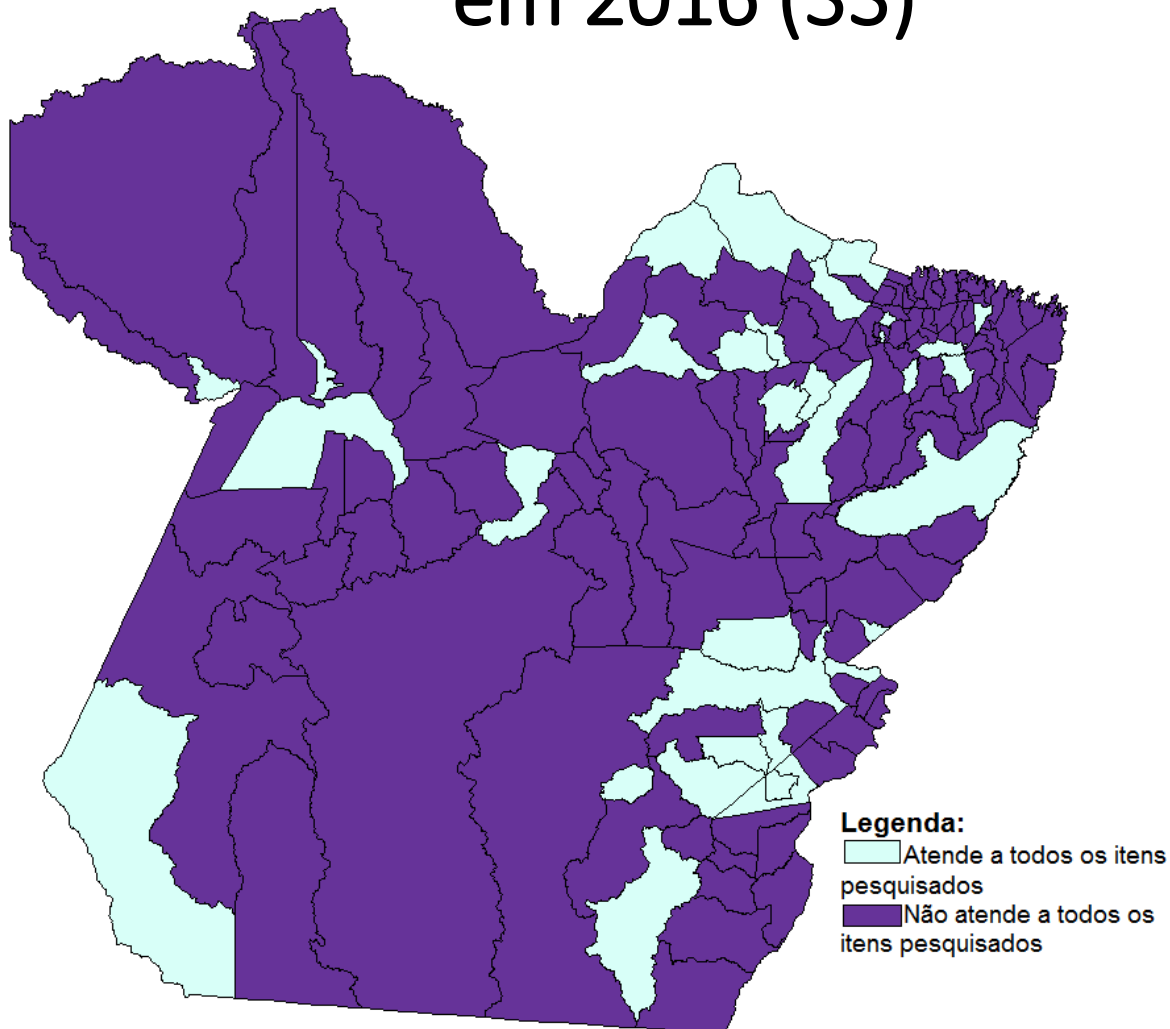 em 2016 (33)
Legenda:
Atende a todos os itens
pesquisados
Não atende a todos os
itens pesquisados